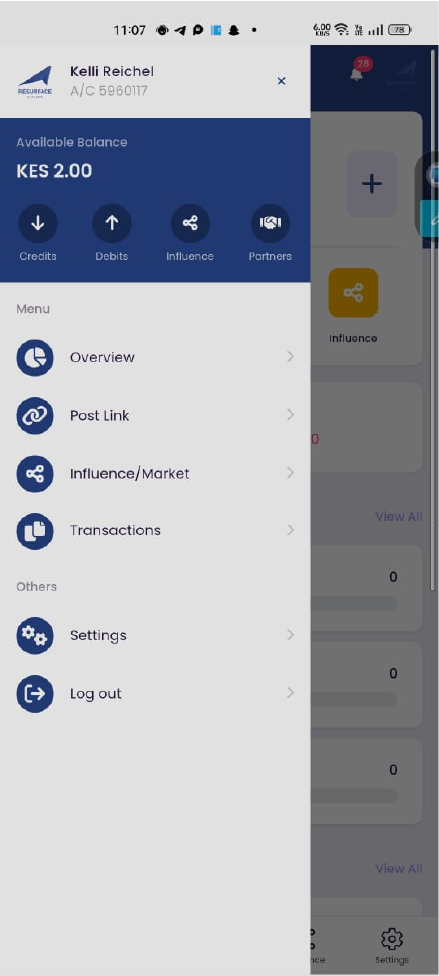 11:07
6.00 KB/S
Vo LTE
78
Kelli Reichel
A/C 5960117
RESURFACE
28
Available Balance
KES 2.00
Credits
Debits
Influence
Partners
Influence
Menu
Overview
Post Link
Influence/Market
0
Transactions
View All
Others
0
Settings
0
Log out
0
View All
nce
Settings